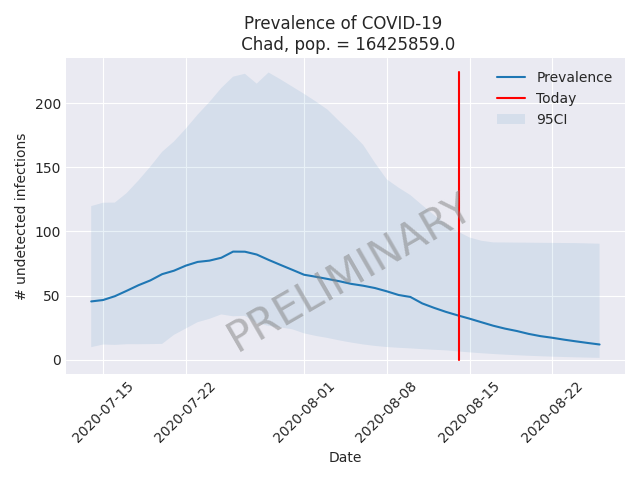 Prevalence of COVID-19
Chad, pop. = 16425859.0
Prevalence
Today
95CI
PRELIMINARY
# undetected infections
200
150
100
50
0
2020-07-15
2020-07-22
2020-08-01
2020-08-08
2020-08-15
2020-08-22
Date